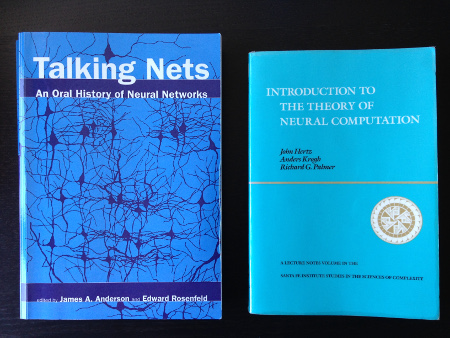 Talking Nets
An Oral History of Neural Networks
edited by James A. Anderson and Edward Rosenfeld
INTRODUCTION TO
THE THEORY OF
NEURAL COMPUTATION
John Hertz
Anders Krogh
Richard G. Palmer
A LECTURE NOTES VOLUME IN THE
SANTA FE INSTITUTE STUDIES IN THE SCIENCES OF COMPLEXITY